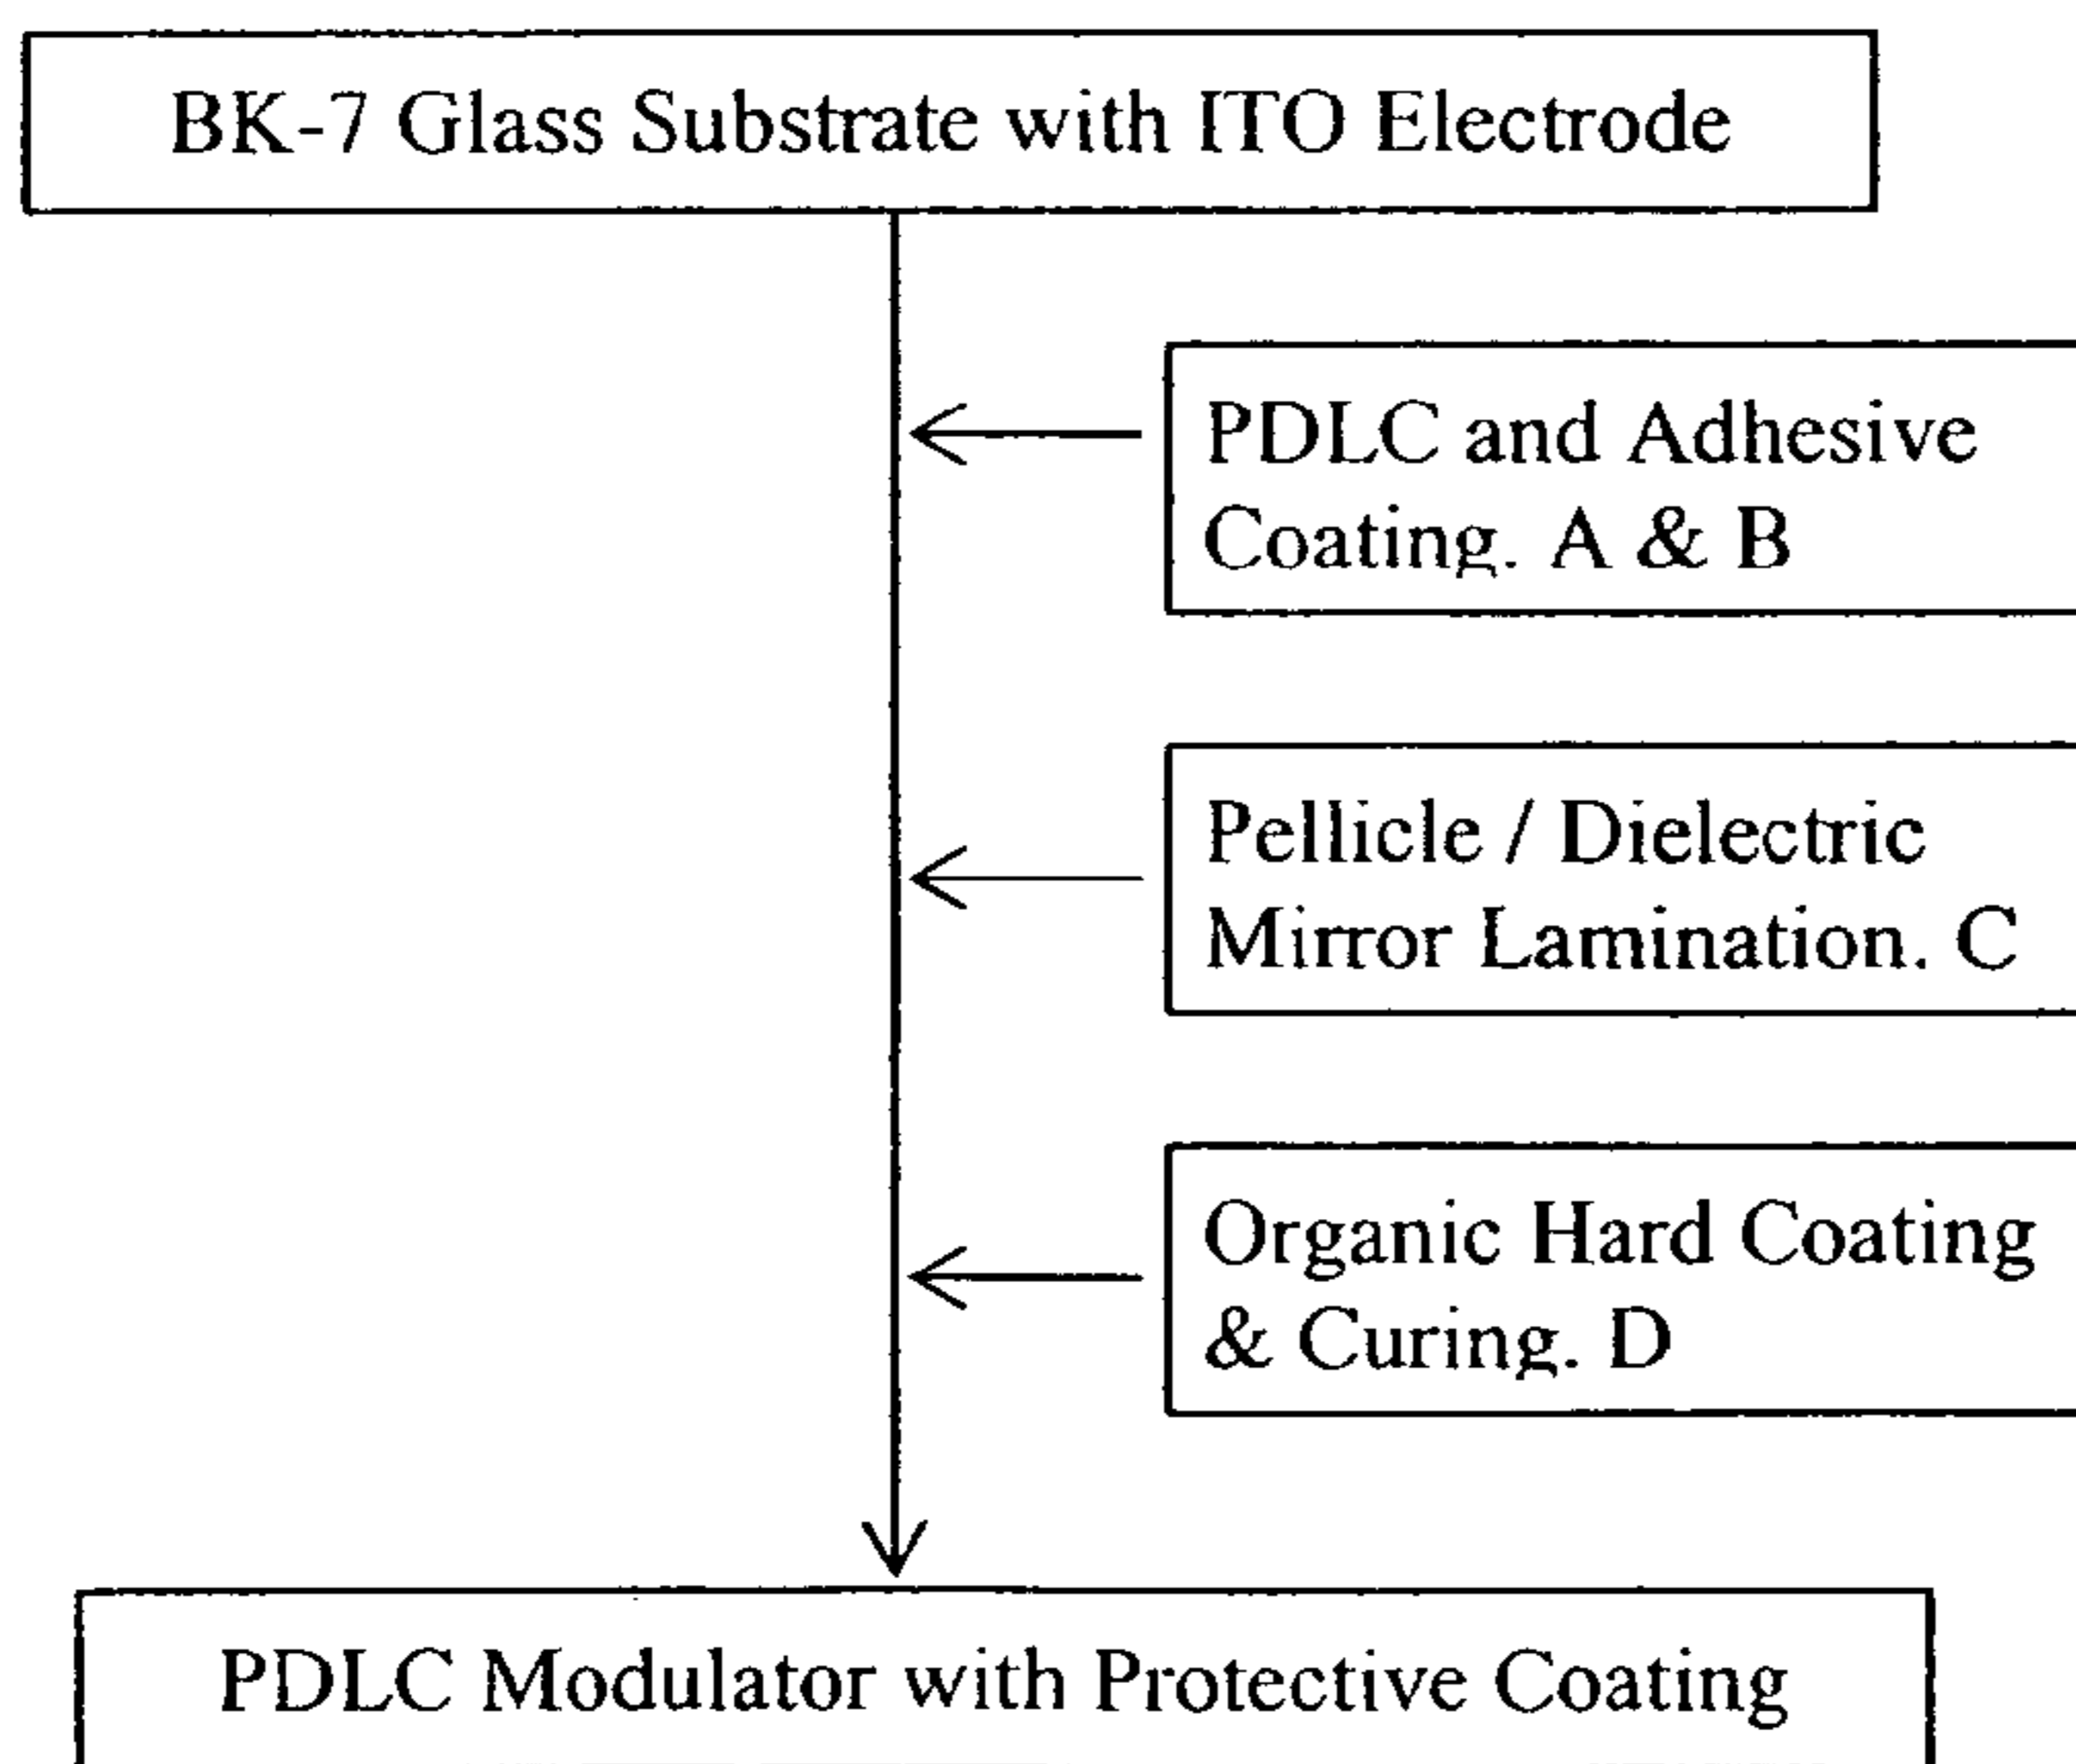 BK-7 Glass Substrate with ITO Electrode
PDLC and Adhesive
Coating. A & B
Pellicle / Dielectric
Mirror Lamination. C
Organic Hard Coating
& Curing. D
PDLC Modulator with Protective Coating